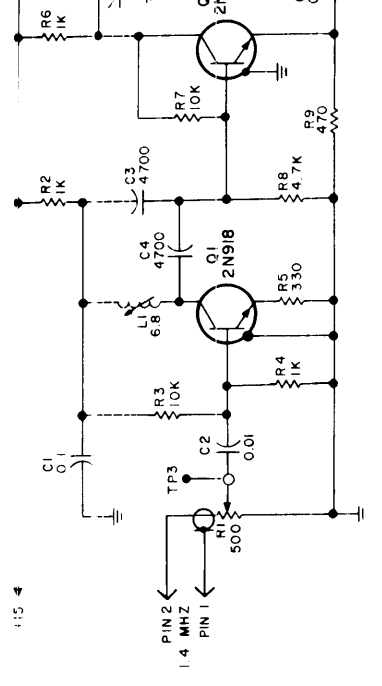 R2
1K
R6
1K
C1
0.1
R3
10K
L1
6.8
C3
4700
C4
4700
R7
10K
Q1
2N918
TP3
C2
0.01
PIN 2
1.4 MHZ
PIN 1
R1
500
R4
1K
R5
330
R8
4.7K
R9
470